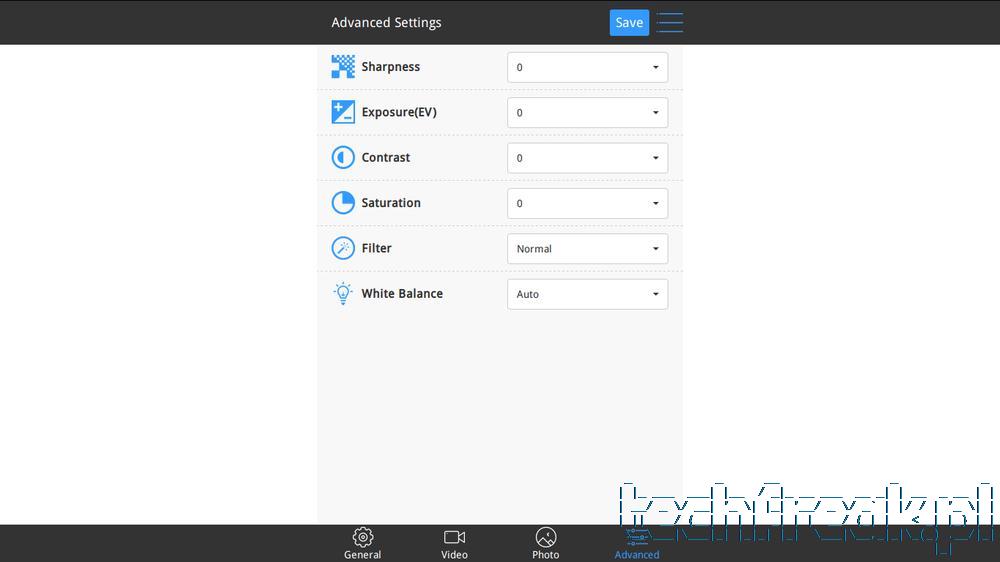 Advanced Settings Save
Sharpness 0
Exposure(EV) 0
Contrast 0
Saturation 0
Filter Normal
White Balance Auto
techfreak.pl
General Video Photo Advanced